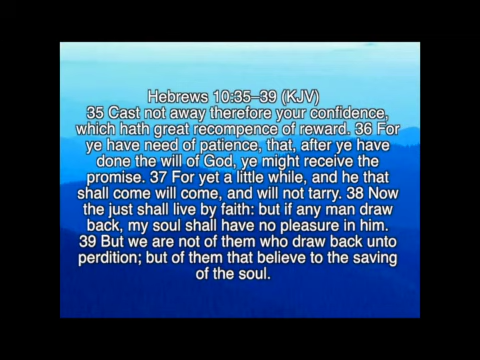 Hebrews 10:35–39 (KJV)
35 Cast not away therefore your confidence,
which hath great recompence of reward. 36 For
ye have need of patience, that, after ye have
done the will of God, ye might receive the
promise. 37 For yet a little while, and he that
shall come will come, and will not tarry. 38 Now
the just shall live by faith: but if any man draw
back, my soul shall have no pleasure in him.
39 But we are not of them who draw back unto
perdition; but of them that believe to the saving
of the soul.